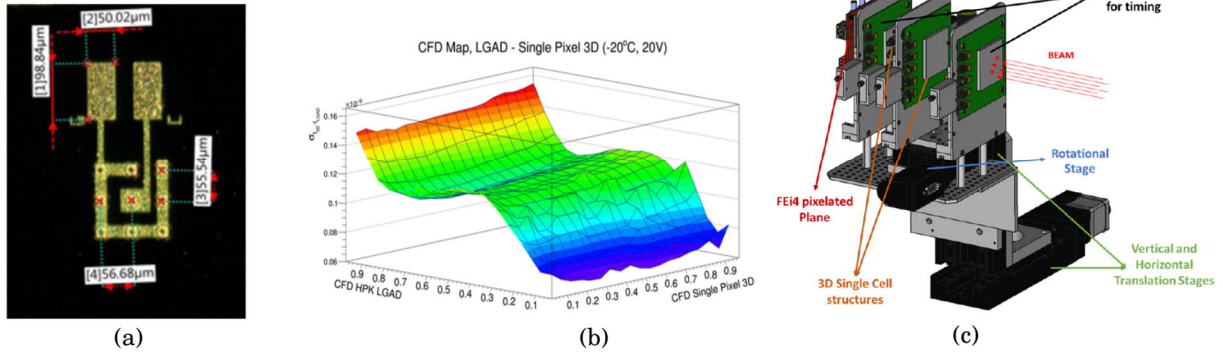 [2]50.02µm
[1]98.84µm
[3]55.54µm
[4]56.68µm
(a)
CFD Map, LGAD - Single Pixel 3D (-20°C, 20V)
×10⁻⁹
0.16
0.14
0.12
0.1
0.08
0.06
0.9
0.8
0.7
0.6
0.5
0.4
0.3
0.2
0.1
CFD HPK LGAD
0.1
0.2
0.3
0.4
0.5
0.6
0.7
0.8
0.9
CFD Single Pixel 3D
(b)
for timing
BEAM
Rotational
Stage
FEi4 pixelated
Plane
3D Single Cell
structures
Vertical and
Horizontal
Translation Stages
(c)